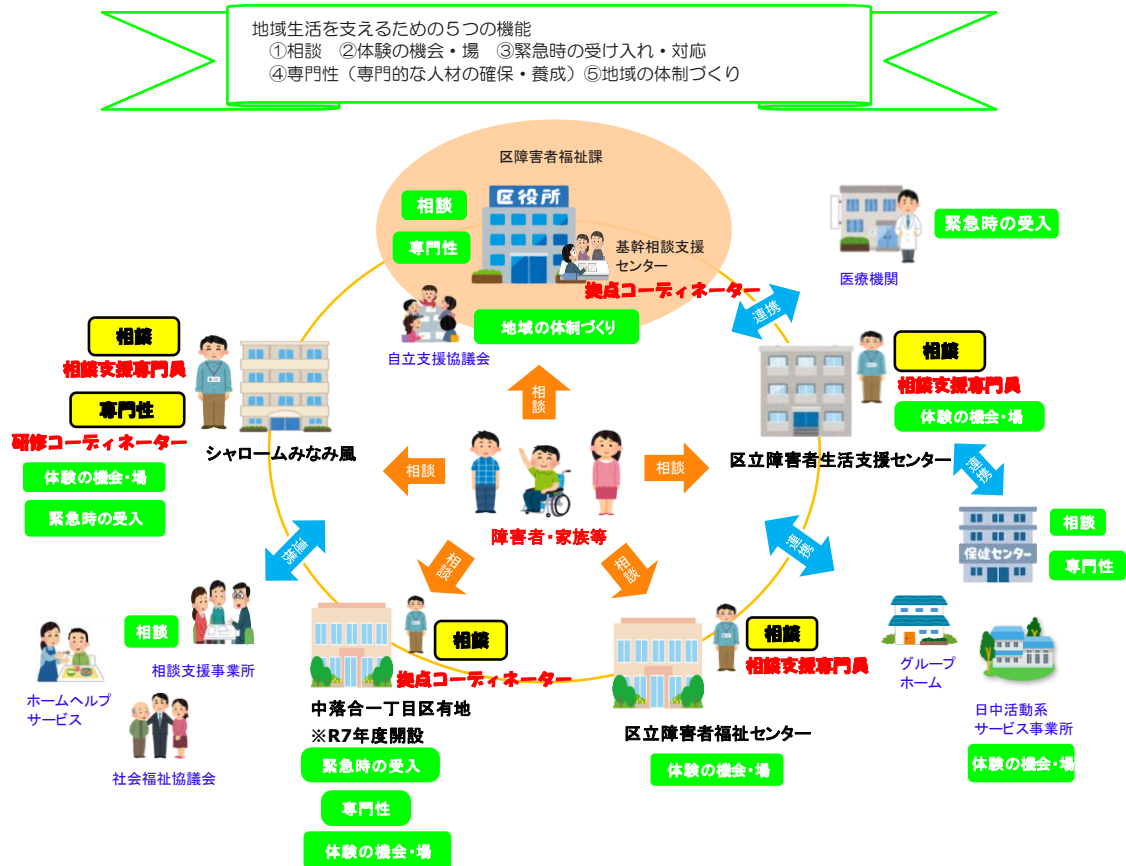 地域生活を支えるための５つの機能
①相談　②体験の機会・場　③緊急時の受け入れ・対応
④専門性（専門的な人材の確保・養成）⑤地域の体制づくり
区障害者福祉課
区役所
相談
専門性
基幹相談支援
センター
拠点コーディネーター
地域の体制づくり
自立支援協議会
緊急時の受入
医療機関
連携
相談
相談支援専門員
専門性
研修コーディネーター
シャロームみなみ風
体験の機会・場
緊急時の受入
相談
相談
相談
障害者・家族等
相談
相談
相談
相談支援専門員
体験の機会・場
区立障害者生活支援センター
連携
連携
連携
保健センター
相談
専門性
相談
相談支援事業所
ホームヘルプ
サービス
社会福祉協議会
相談
拠点コーディネーター
中落合一丁目区有地
※R7年度開設
緊急時の受入
専門性
体験の機会・場
相談
相談支援専門員
区立障害者福祉センター
体験の機会・場
グループ
ホーム
日中活動系
サービス事業所
体験の機会・場